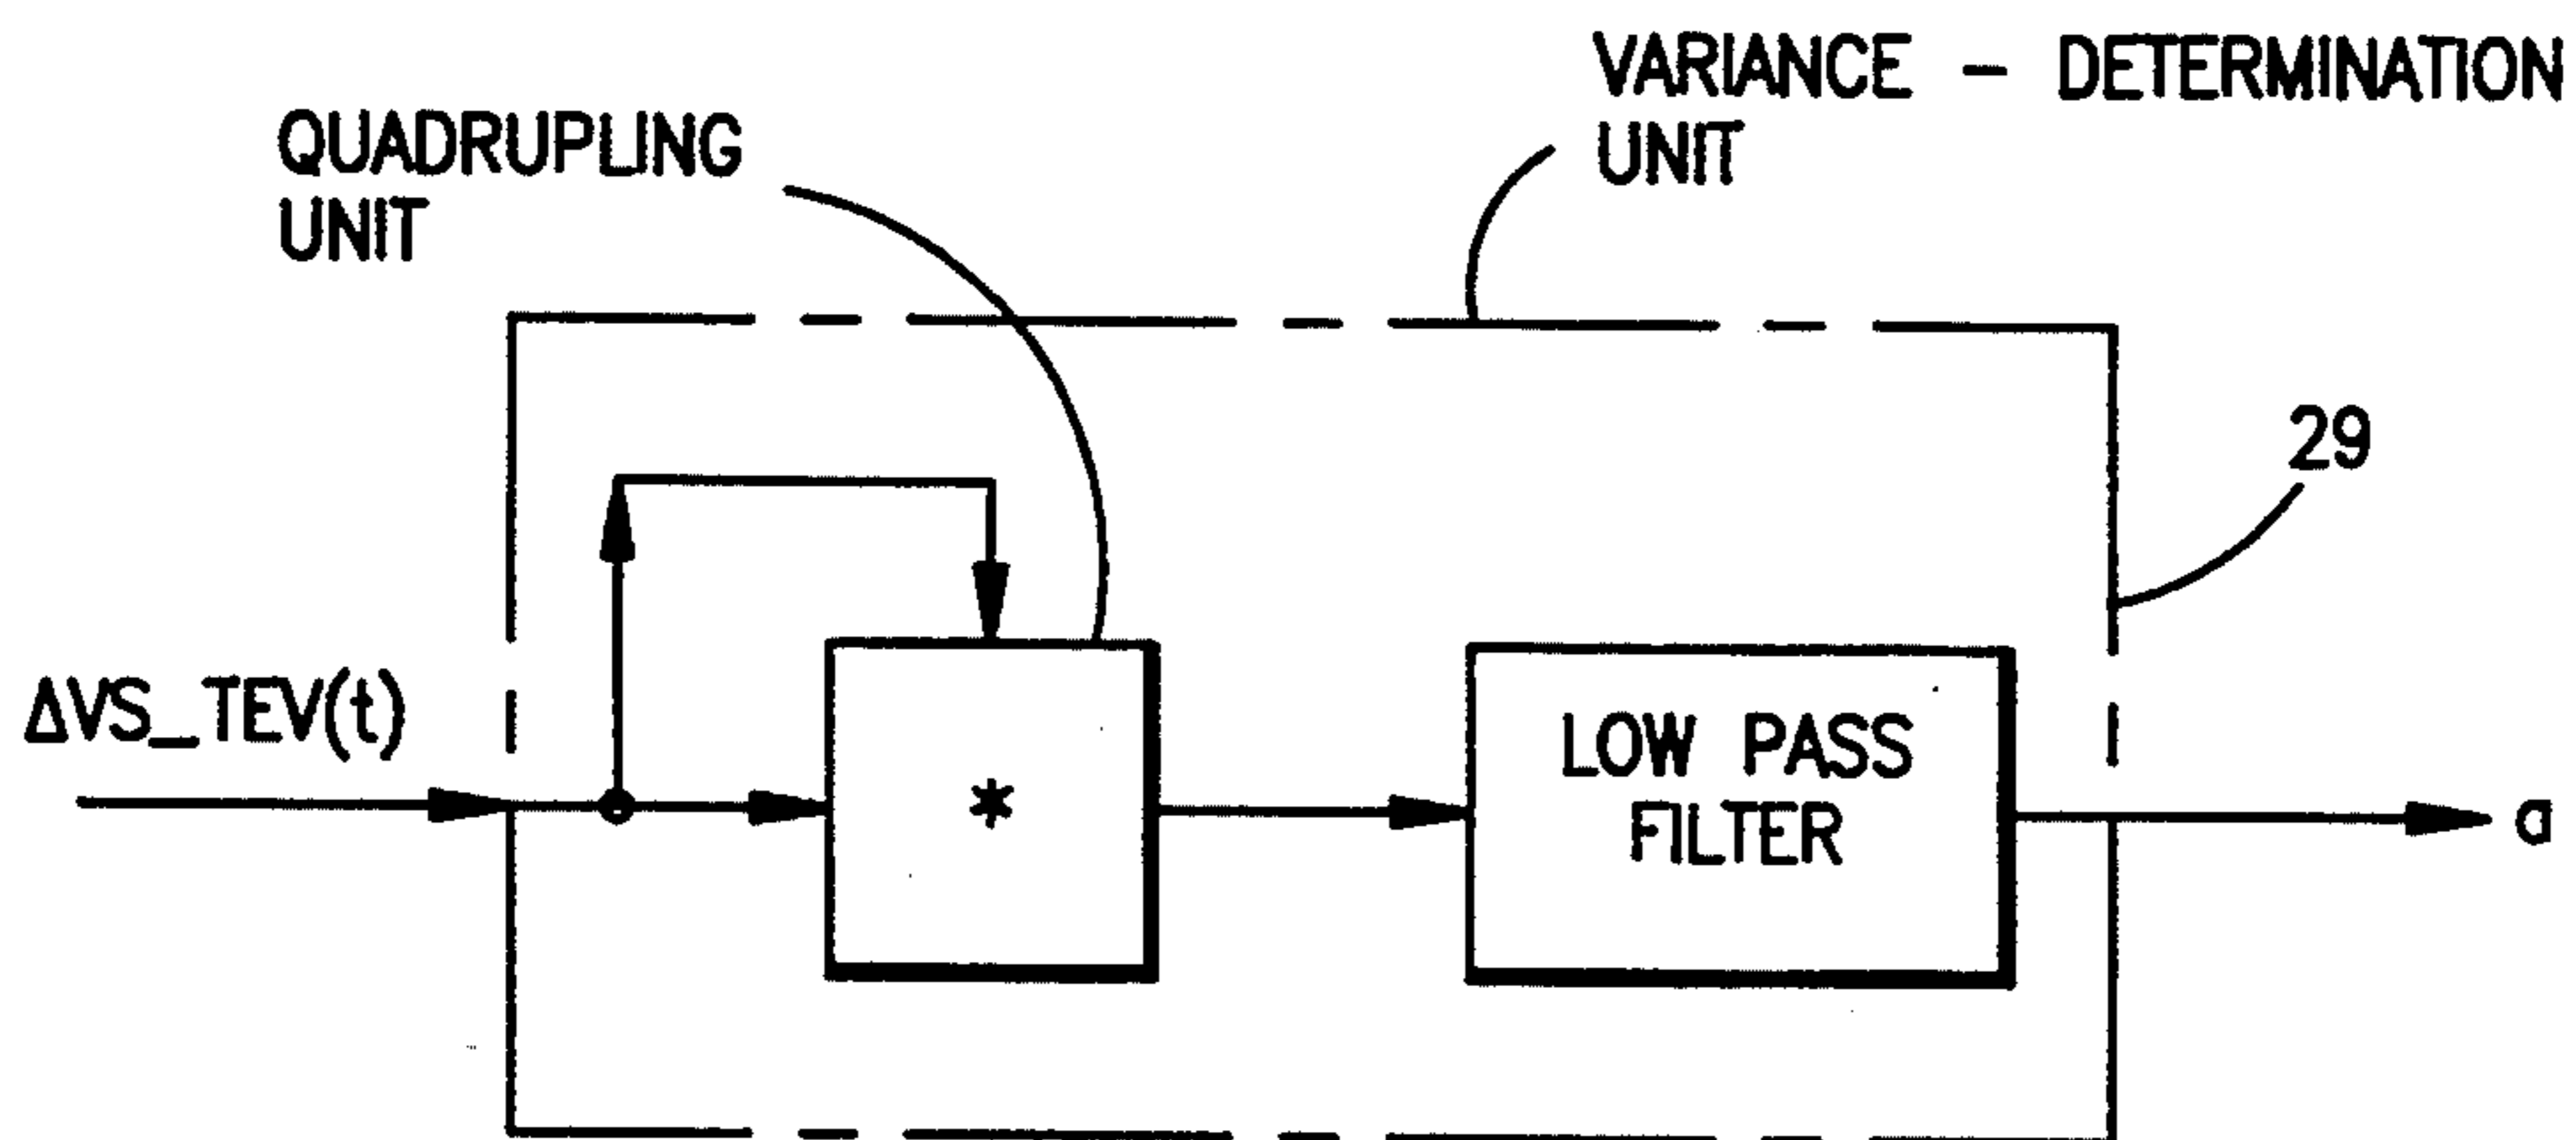 VARIANCE - DETERMINATION
UNIT
QUADRUPLING
UNIT
29
ΔVS_TEV(t)
*
LOW PASS
FILTER
a